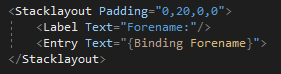 <Stacklayout Padding="0,20,0,0">
<Label Text="Forename:"/>
<Entry Text="{Binding Forename}">
</Stacklayout>